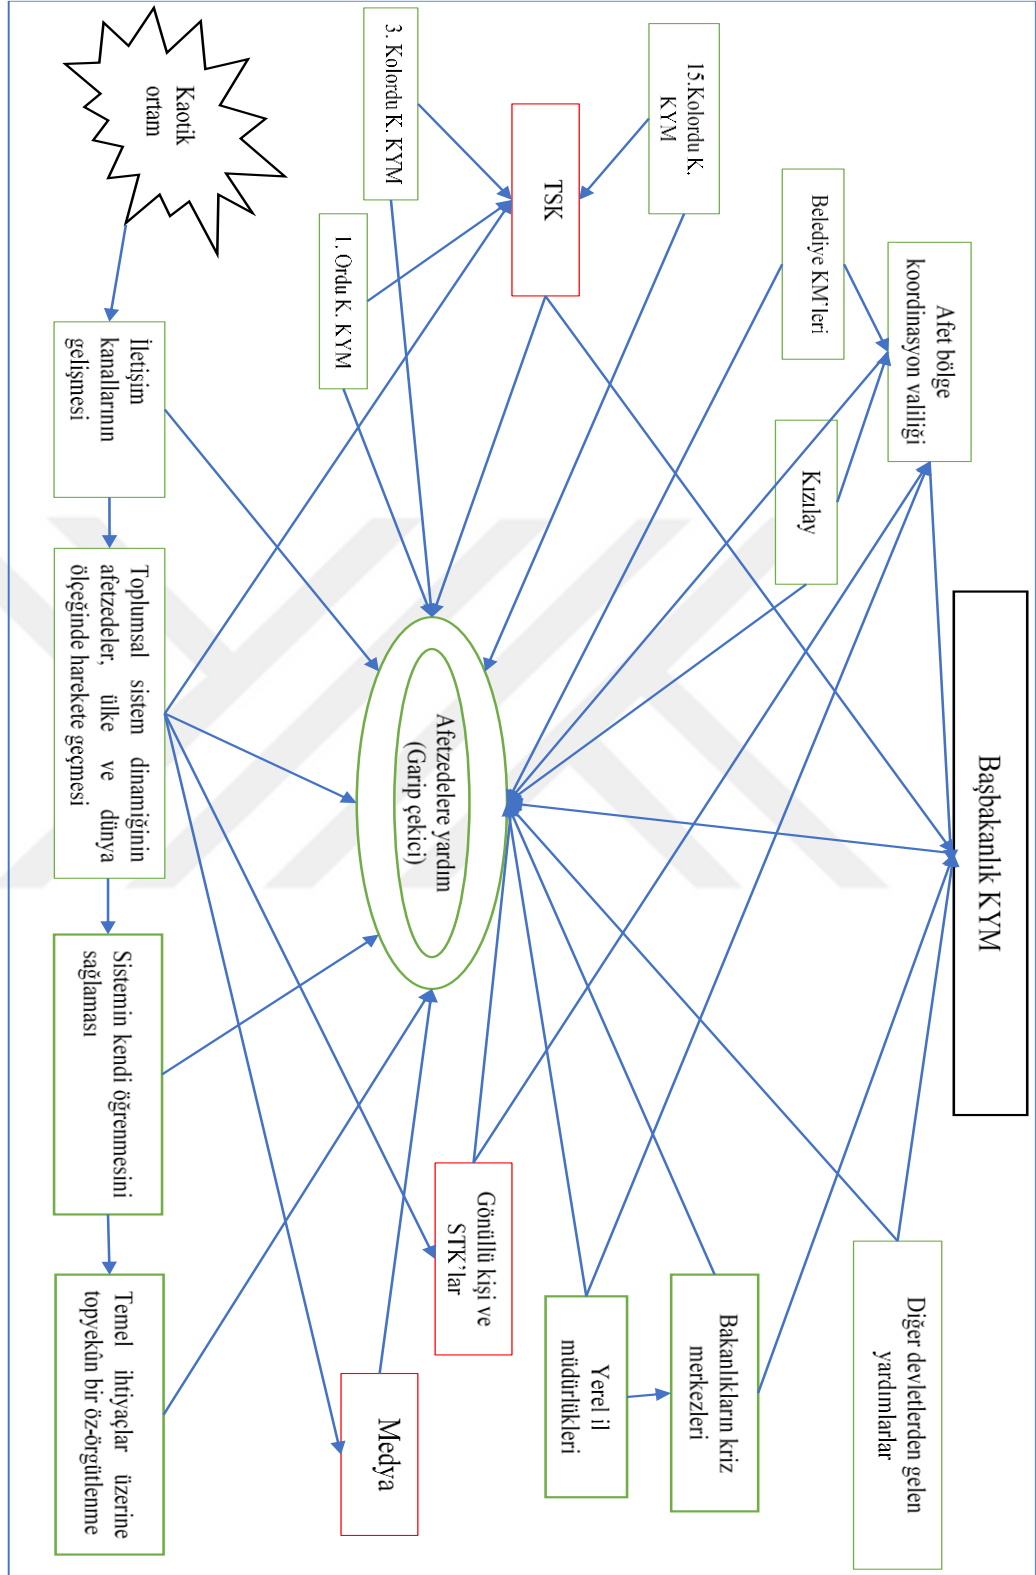 Başbakanlık KYM
Afet bölge
koordinasyon valiliği
Diğer devletlerden gelen
yardımlarlar
Belediye KM'leri
Kızılay
Bakanlıkların kriz
merkezleri
15.Kolordu K.
KYM
Yerel il
müdürlükleri
TSK
Gönüllü kişi ve
STK'lar
3. Kolordu K. KYM
1. Ordu K. KYM
Afetzedelere yardım
(Garip çekici)
Medya
Kaotik
ortam
İletişim
kanallarının
gelişmesi
Toplumsal sistem dinamiğinin
afetzedeler, ülke ve dünya
ölçeğinde harekete geçmesi
Sistemin kendi öğrenmesini
sağlaması
Temel ihtiyaçlar üzerine
topyekûn bir öz-örgütlenme